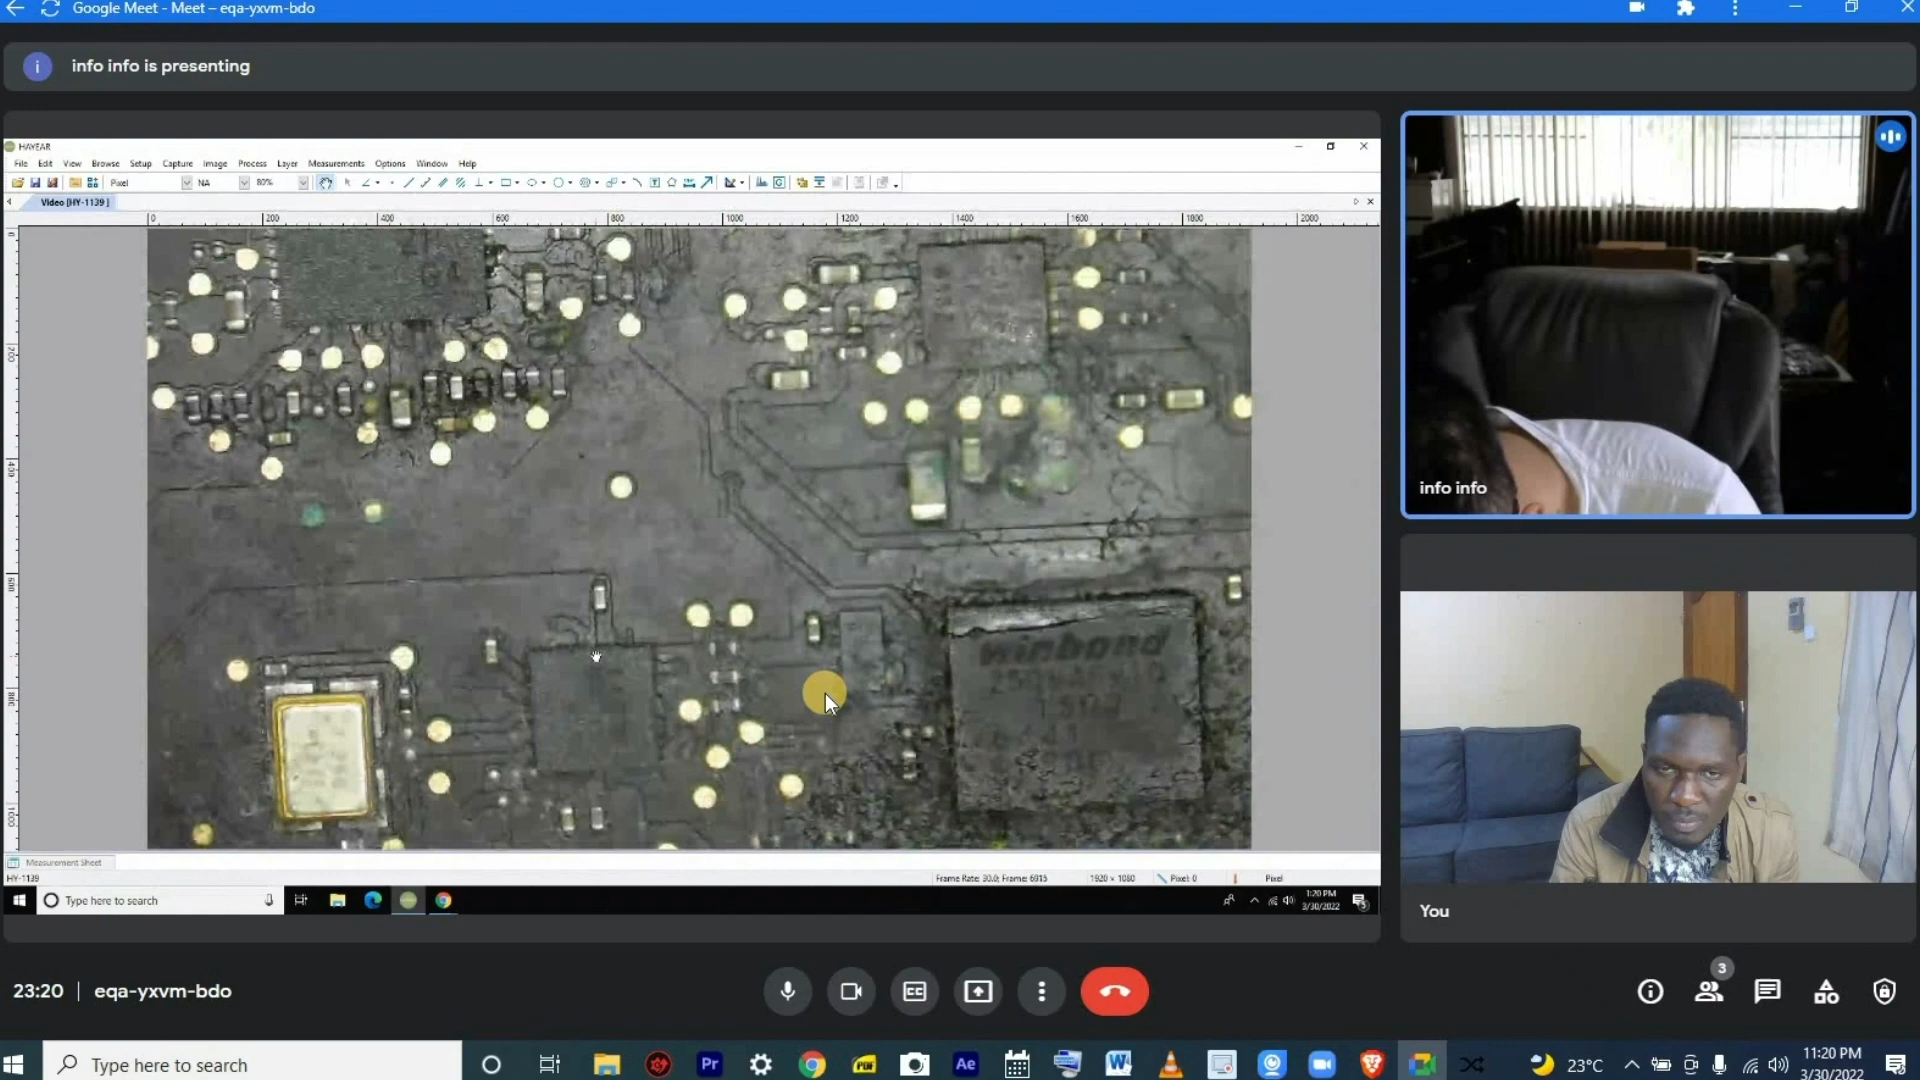 Google Meet - Meet – eqa-yxvm-bdo
i
info info is presenting
HAYEAR
File Edit View Browse Setup Capture Image Process Layer Measurements Options Window Help
Pixel NA 80%
Video [HY-1139 ]
0 200 400 600 800 1000 1200 1400 1600 1800 2000
winbond
info info
Measurement Sheet
HY-1139
Frame Rate: 30.0; Frame: 6915 1920 × 1080 Pixel: 0 Pixel
Type here to search
1:20 PM
3/30/2022
You
23:20 | eqa-yxvm-bdo
3
Type here to search
Pr
PDF
Ae
23°C
11:20 PM
3/30/2022